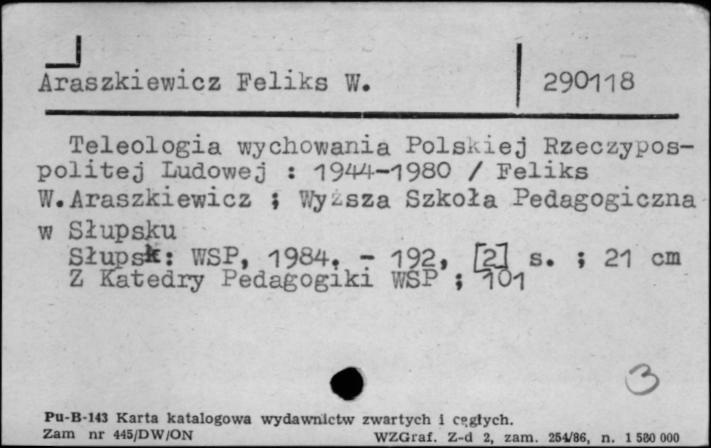 Araszkiewicz Feliks W. 290118
Teleologia wychowania Polskiej Rzeczypos-
politej Ludowej : 1944-1980 / Feliks
W.Araszkiewicz ; Wyższa Szkoła Pedagogiczna
w Słupsku
Słupsk: WSP, 1984. - 192, [2] s. ; 21 cm
Z Katedry Pedagogiki WSP ; 101
3
Pu-B-143 Karta katalogowa wydawnictw zwartych i cągłych.
Zam nr 445/DW/ON WZGraf. Z-d 2, zam. 254/86, n. 1 580 000